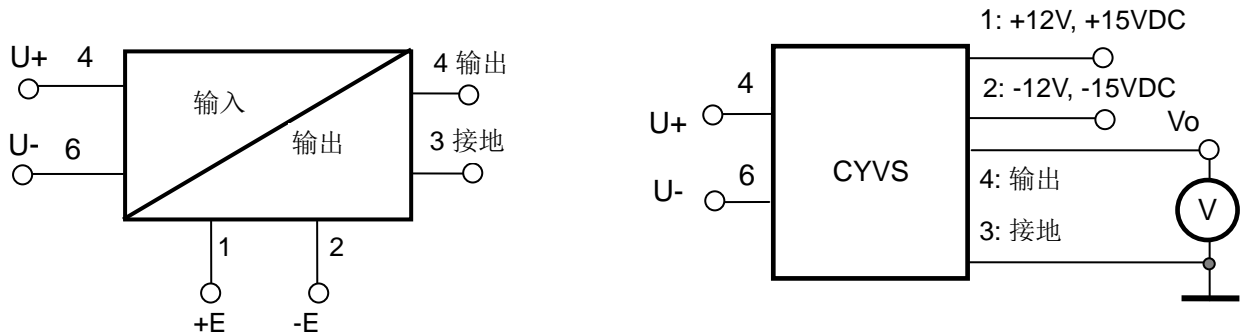 U+ 4
输入
4 输出
U- 6
输出
3 接地
1
2
+E
-E
1: +12V, +15VDC
2: -12V, -15VDC
4
U+
Vo
CYVS
6
U-
4: 输出
V
3: 接地